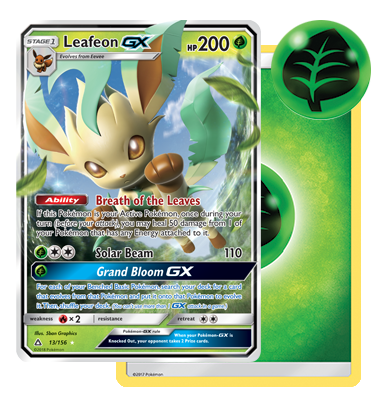 STAGE 1 Leafeon GX HP 200
Evolves from Eevee
Ability Breath of the Leaves
If this Pokémon is your Active Pokémon, once during your
turn (before your attack), you may heal 50 damage from 1 of
your Pokémon that has any Energy attached to it.
Solar Beam 110
Grand Bloom GX
For each of your Benched Basic Pokémon, search your deck for a card
that evolves from that Pokémon and put it onto that Pokémon to evolve
it. Then, shuffle your deck. (You can't use more than 1 GX attack in a game.)
weakness × 2 resistance retreat
Illus. 5ban Graphics
13/156
Pokémon-GX rule
When your Pokémon-GX is
Knocked Out, your opponent takes 2 Prize cards.
©2018 Pokémon
©2017 Pokémon